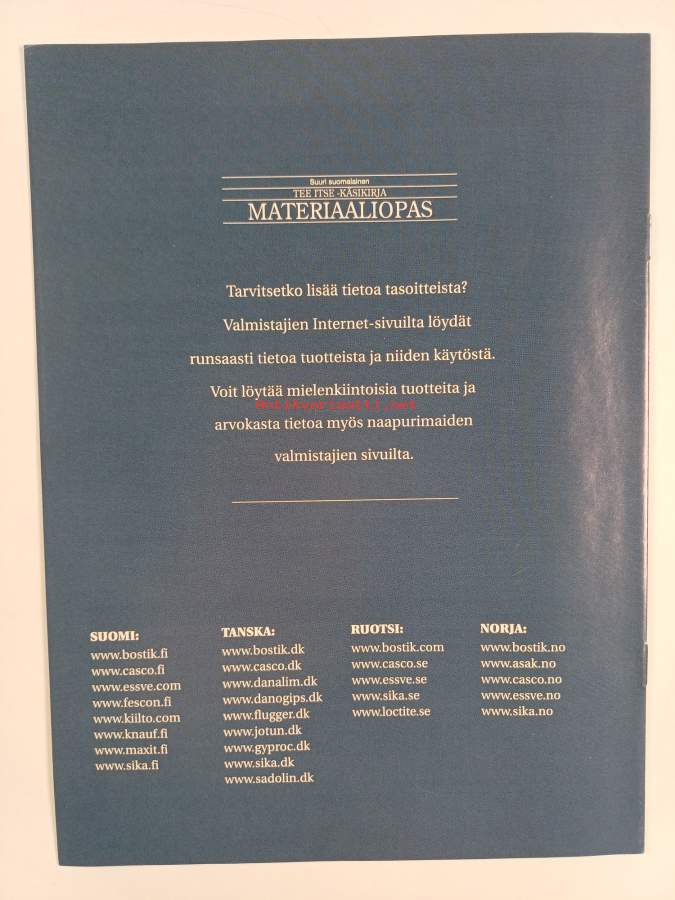 Suuri suomalainen
TEE ITSE -KÄSIKIRJA
MATERIAALIOPAS
Tarvitsetko lisää tietoa tasoitteista?
Valmistajien Internet-sivuilta löydät
runsaasti tietoa tuotteista ja niiden käytöstä.
Voit löytää mielenkiintoisia tuotteita ja
Antikvariaatti.net
arvokasta tietoa myös naapurimaiden
valmistajien sivuilta.
SUOMI:
www.bostik.fi
www.casco.fi
www.essve.com
www.fescon.fi
www.kiilto.com
www.knauf.fi
www.maxit.fi
www.sika.fi
TANSKA:
www.bostik.dk
www.casco.dk
www.danalim.dk
www.danogips.dk
www.flugger.dk
www.jotun.dk
www.gyproc.dk
www.sika.dk
www.sadolin.dk
RUOTSI:
www.bostik.com
www.casco.se
www.essve.se
www.sika.se
www.loctite.se
NORJA:
www.bostik.no
www.asak.no
www.casco.no
www.essve.no
www.sika.no